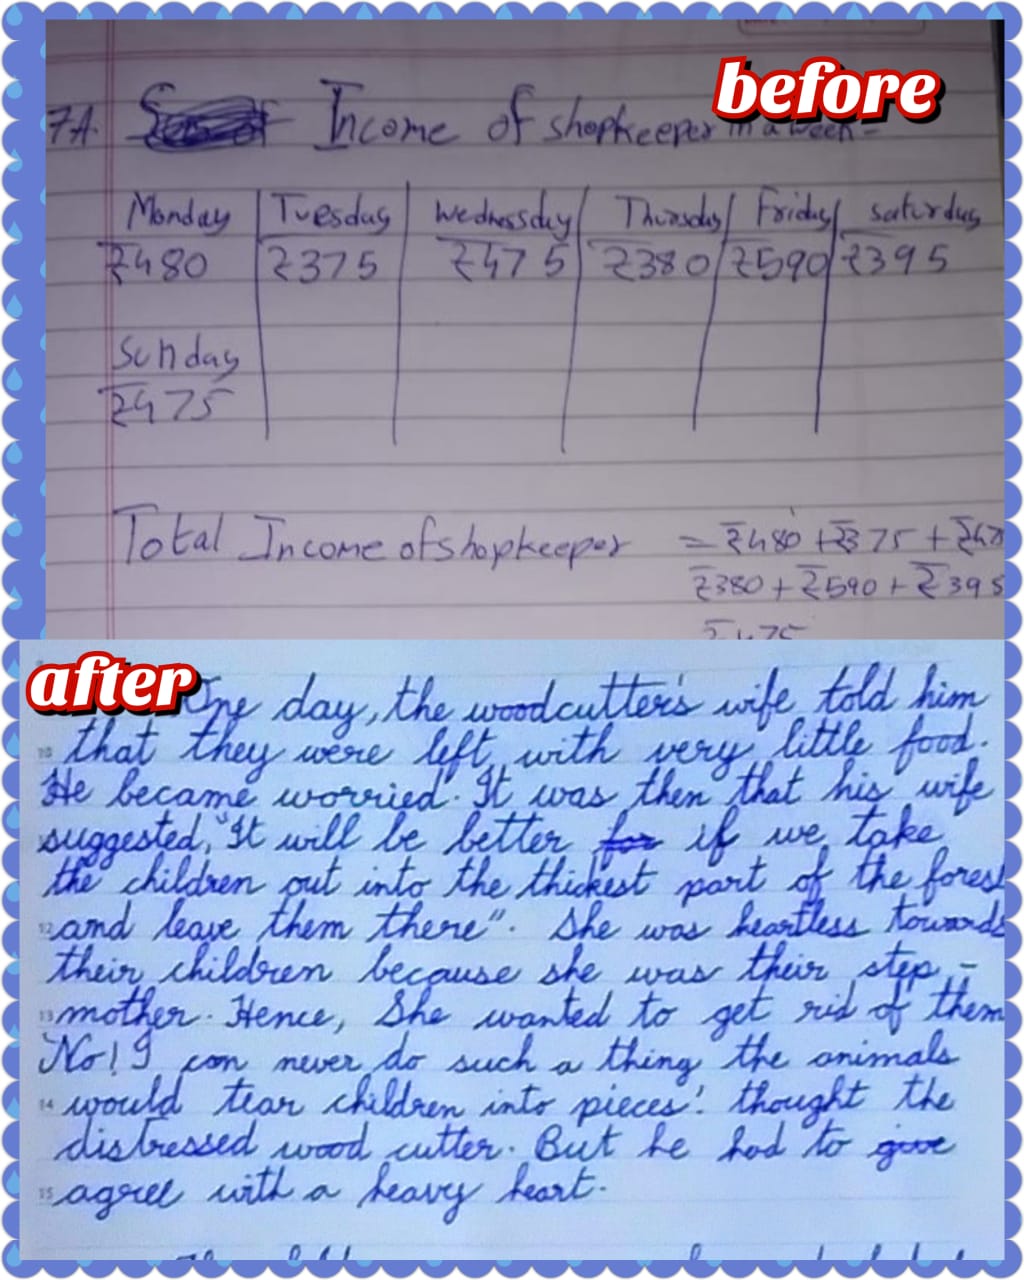 before
7A. Income of shopkeeper in a week -
Monday Tuesday Wednessday Thursday Friday Saturday
₹480 ₹375 ₹475 ₹380 ₹590 ₹395
Sunday
₹475
Total Income of shopkeeper = ₹480 + ₹375 + ₹47
₹380 + ₹590 + ₹395
₹475
after
One day, the woodcutter's wife told him
10 that they were left with very little food.
He became worried. It was then that his wife
suggested, "It will be better for if we take
the children out into the thickest part of the forest
12 and leave them there". She was heartless towards
their children because she was their step -
13 mother. Hence, She wanted to get rid of them
No! I can never do such a thing the animals
14 would tear children into pieces! thought the
distressed wood cutter. But he had to give
15 agree with a heavy heart.